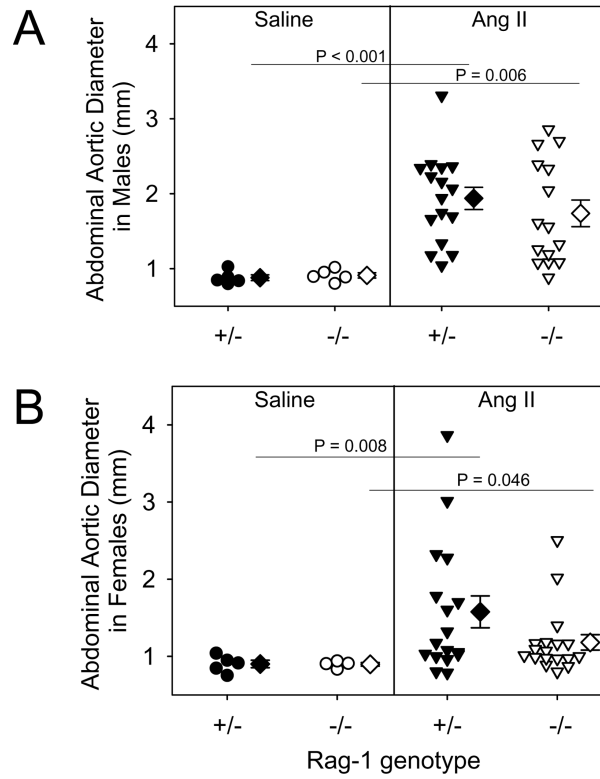 A
Saline Ang II
Abdominal Aortic Diameter
in Males (mm)
4
3
2
1
P < 0.001
P = 0.006
+/- -/- +/- -/-
B
Saline Ang II
Abdominal Aortic Diameter
in Females (mm)
4
3
2
1
P = 0.008
P = 0.046
+/- -/- +/- -/-
Rag-1 genotype